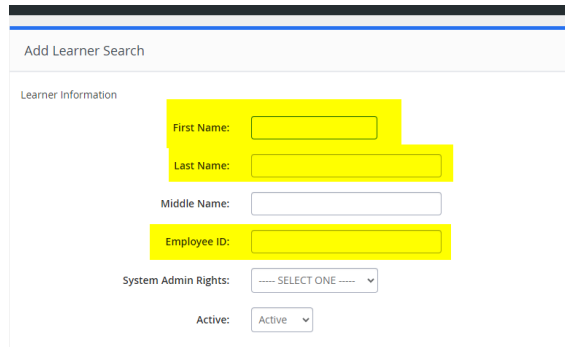 Add Learner Search
Learner Information
First Name:
Last Name:
Middle Name:
Employee ID:
System Admin Rights: ----- SELECT ONE -----
Active: Active